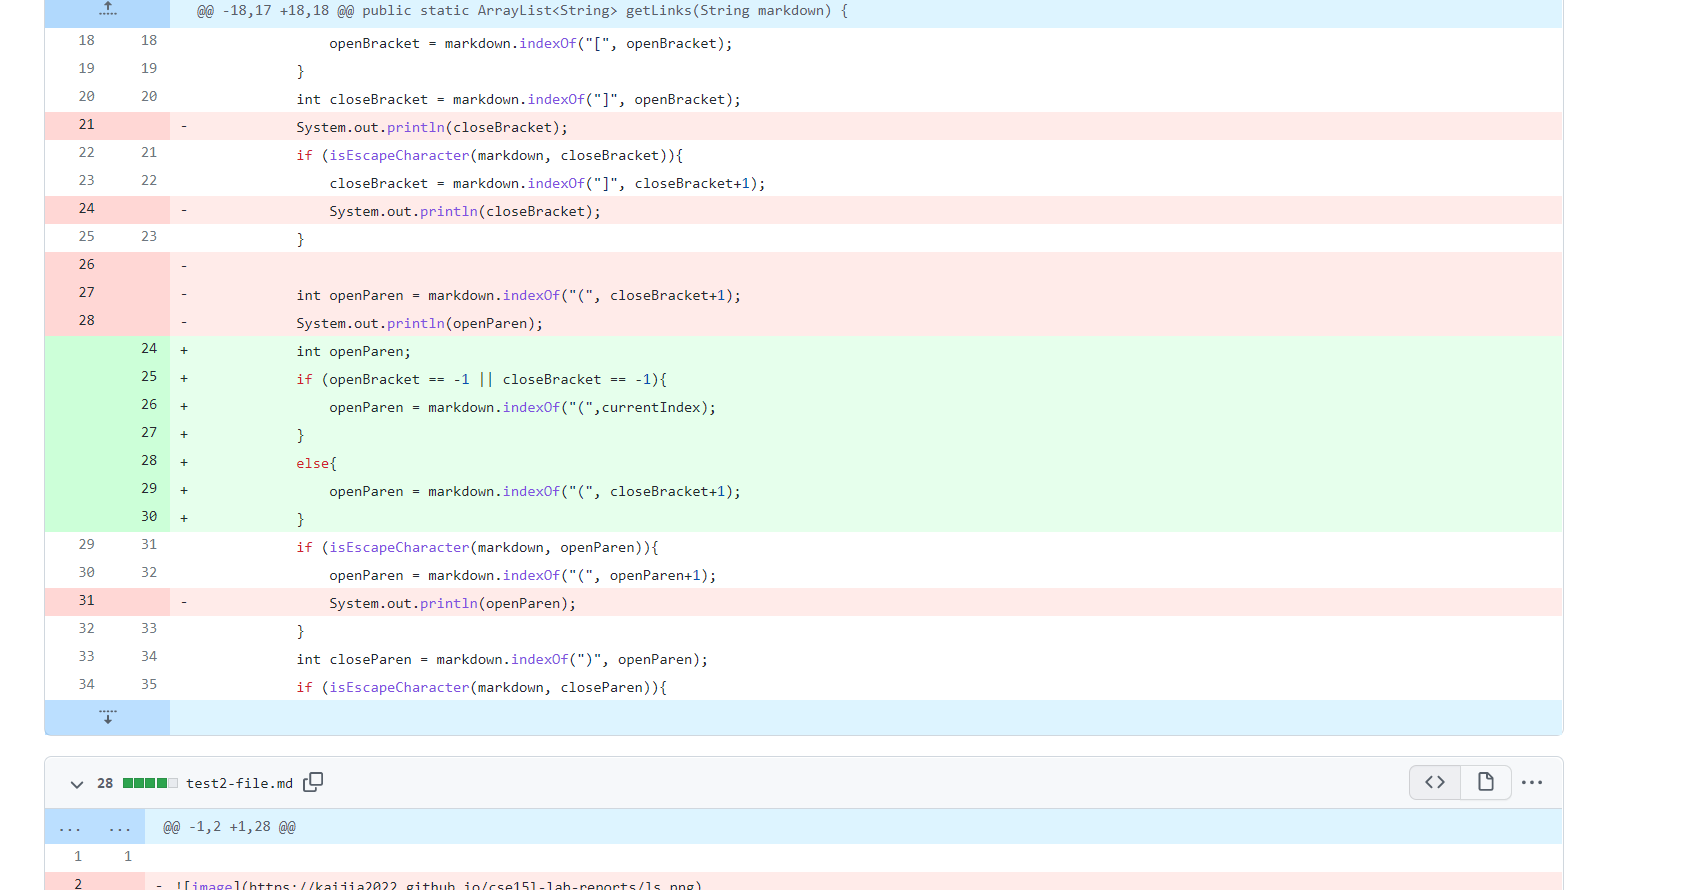 @@ -18,17 +18,18 @@ public static ArrayList<String> getLinks(String markdown) {
18 18 openBracket = markdown.indexOf("[", openBracket);
19 19 }
20 20 int closeBracket = markdown.indexOf("]", openBracket);
21 - System.out.println(closeBracket);
22 21 if (isEscapeCharacter(markdown, closeBracket)){
23 22 closeBracket = markdown.indexOf("]", closeBracket+1);
24 - System.out.println(closeBracket);
25 23 }
26 -
27 - int openParen = markdown.indexOf("(", closeBracket+1);
28 - System.out.println(openParen);
24 + int openParen;
25 + if (openBracket == -1 || closeBracket == -1){
26 + openParen = markdown.indexOf("(",currentIndex);
27 + }
28 + else{
29 + openParen = markdown.indexOf("(", closeBracket+1);
30 + }
29 31 if (isEscapeCharacter(markdown, openParen)){
30 32 openParen = markdown.indexOf("(", openParen+1);
31 - System.out.println(openParen);
32 33 }
33 34 int closeParen = markdown.indexOf(")", openParen);
34 35 if (isEscapeCharacter(markdown, closeParen)){
28 test2-file.md
... ... @@ -1,2 +1,28 @@
1 1
2 - ![image](https://kaijia2022.github.io/cse15l-lab-reports/ls.png)